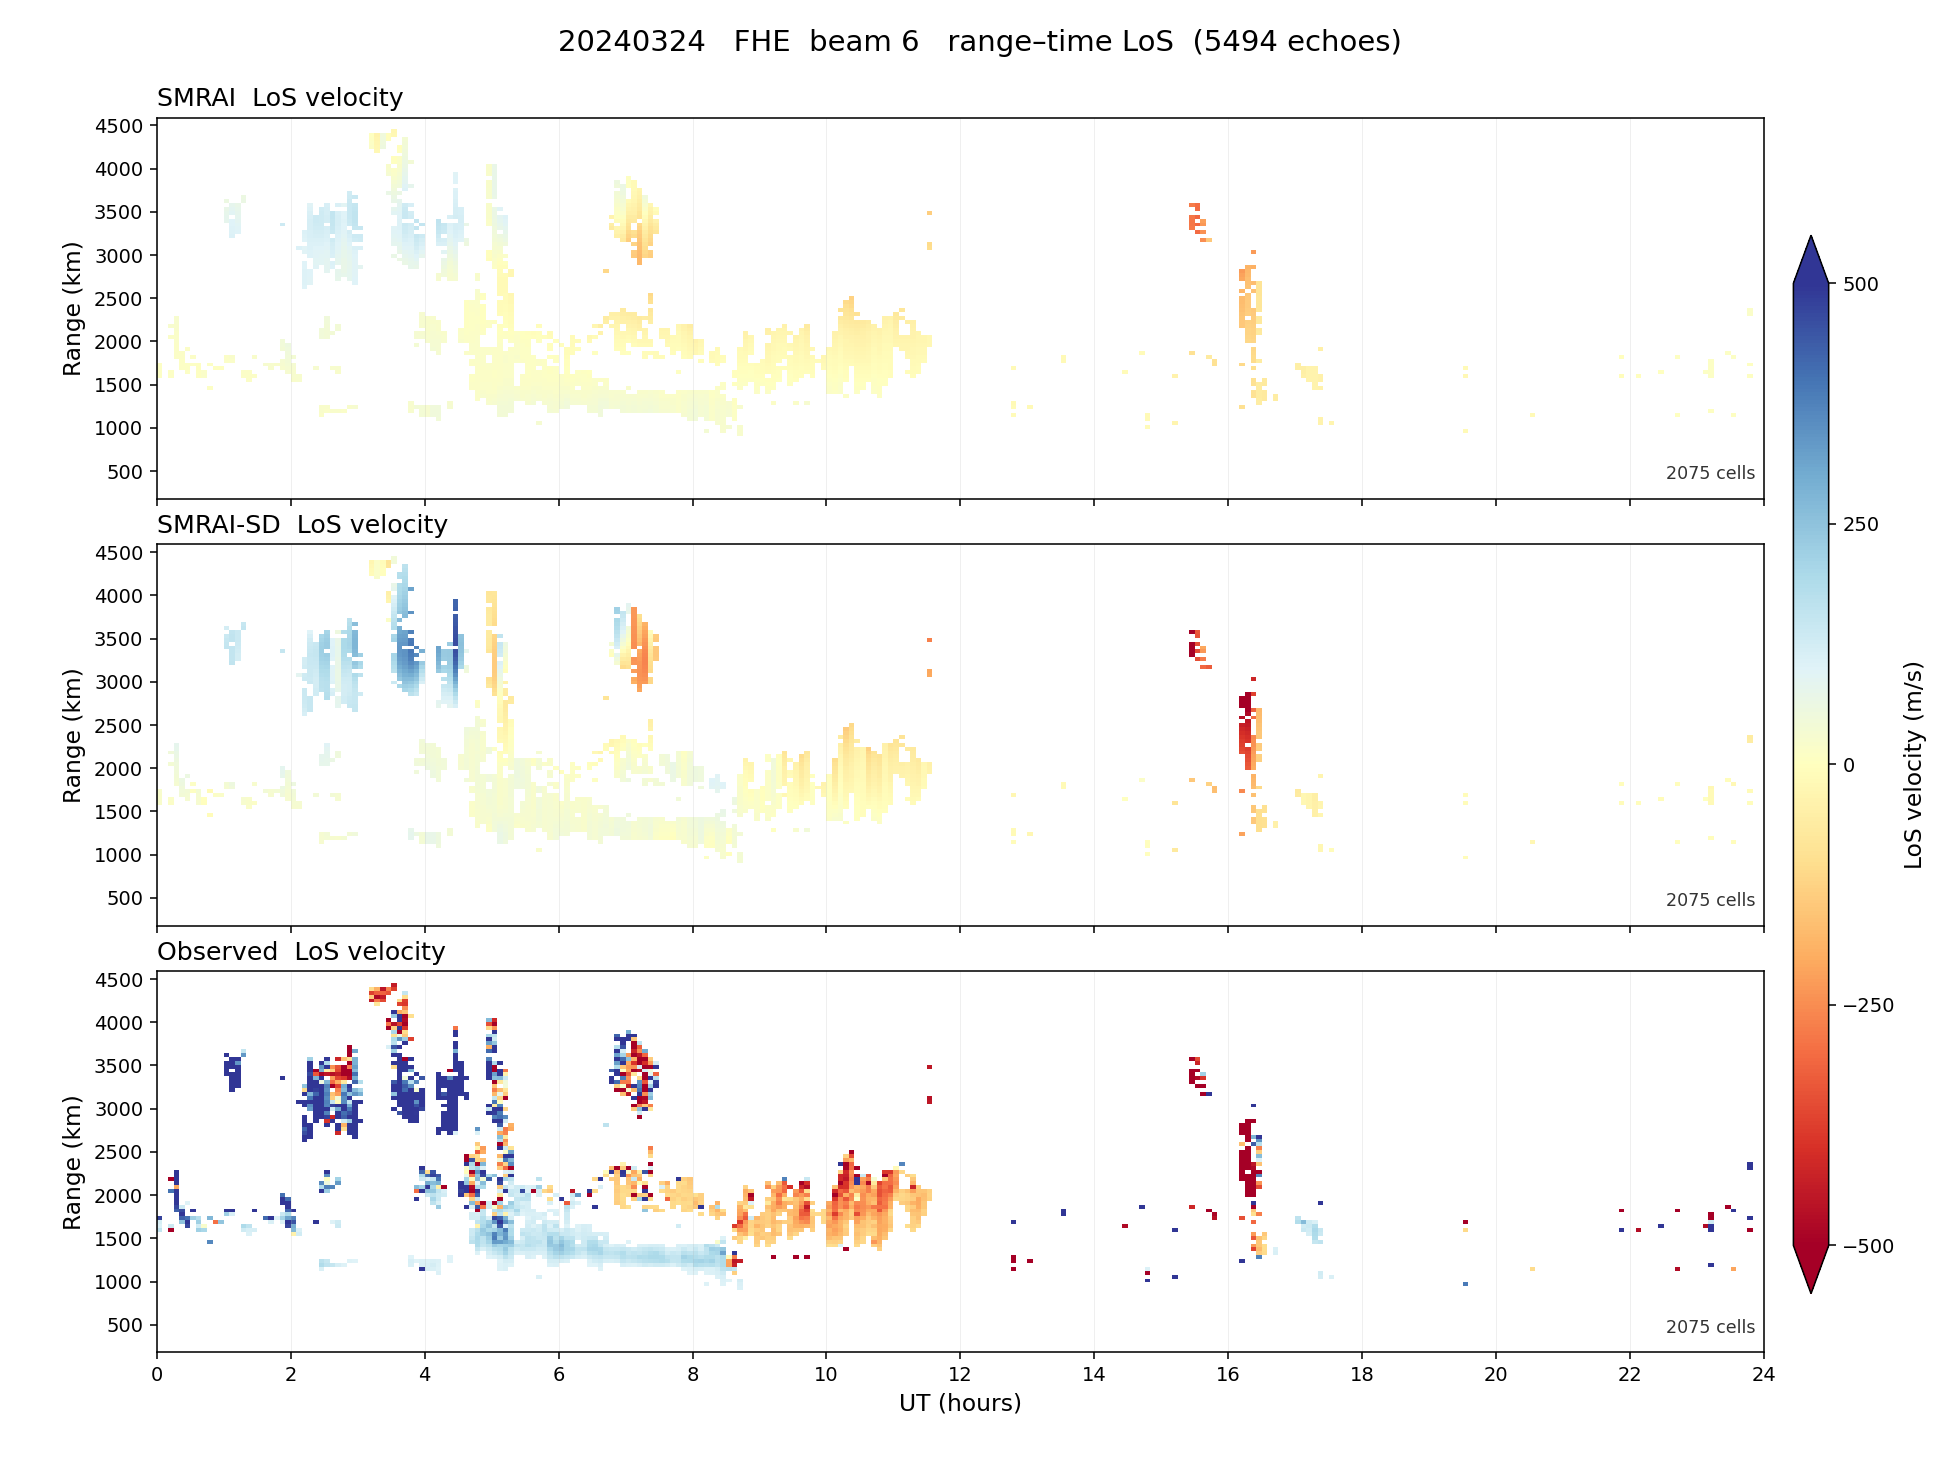 20240324   FHE  beam 6   range–time LoS  (5494 echoes)
SMRAI  LoS velocity
4500
4000
3500
3000
2500
2000
1500
1000
500
Range (km)
2075 cells
SMRAI-SD  LoS velocity
4500
4000
3500
3000
2500
2000
1500
1000
500
Range (km)
2075 cells
Observed  LoS velocity
4500
4000
3500
3000
2500
2000
1500
1000
500
Range (km)
2075 cells
0 2 4 6 8 10 12 14 16 18 20 22 24
UT (hours)
500
250
0
−250
−500
LoS velocity (m/s)